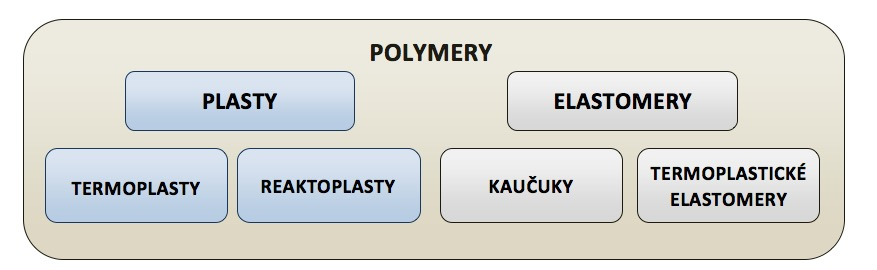 POLYMERY
PLASTY
ELASTOMERY
TERMOPLASTY
REAKTOPLASTY
KAUČUKY
TERMOPLASTICKÉ
ELASTOMERY